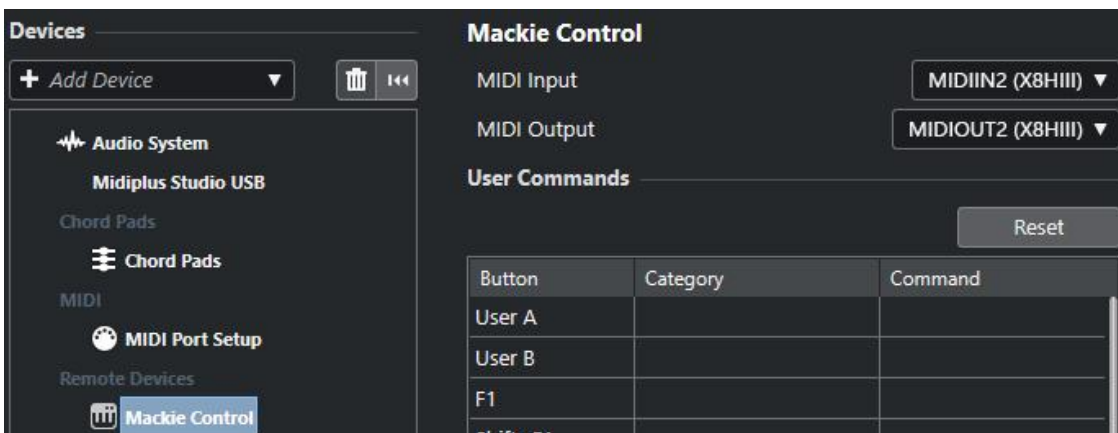 Devices
Add Device
Audio System
Midiplus Studio USB
Chord Pads
Chord Pads
MIDI
MIDI Port Setup
Remote Devices
Mackie Control
Mackie Control
MIDI Input MIDIIN2 (X8HIII)
MIDI Output MIDIOUT2 (X8HIII)
User Commands
Reset
Button Category Command
User A
User B
F1